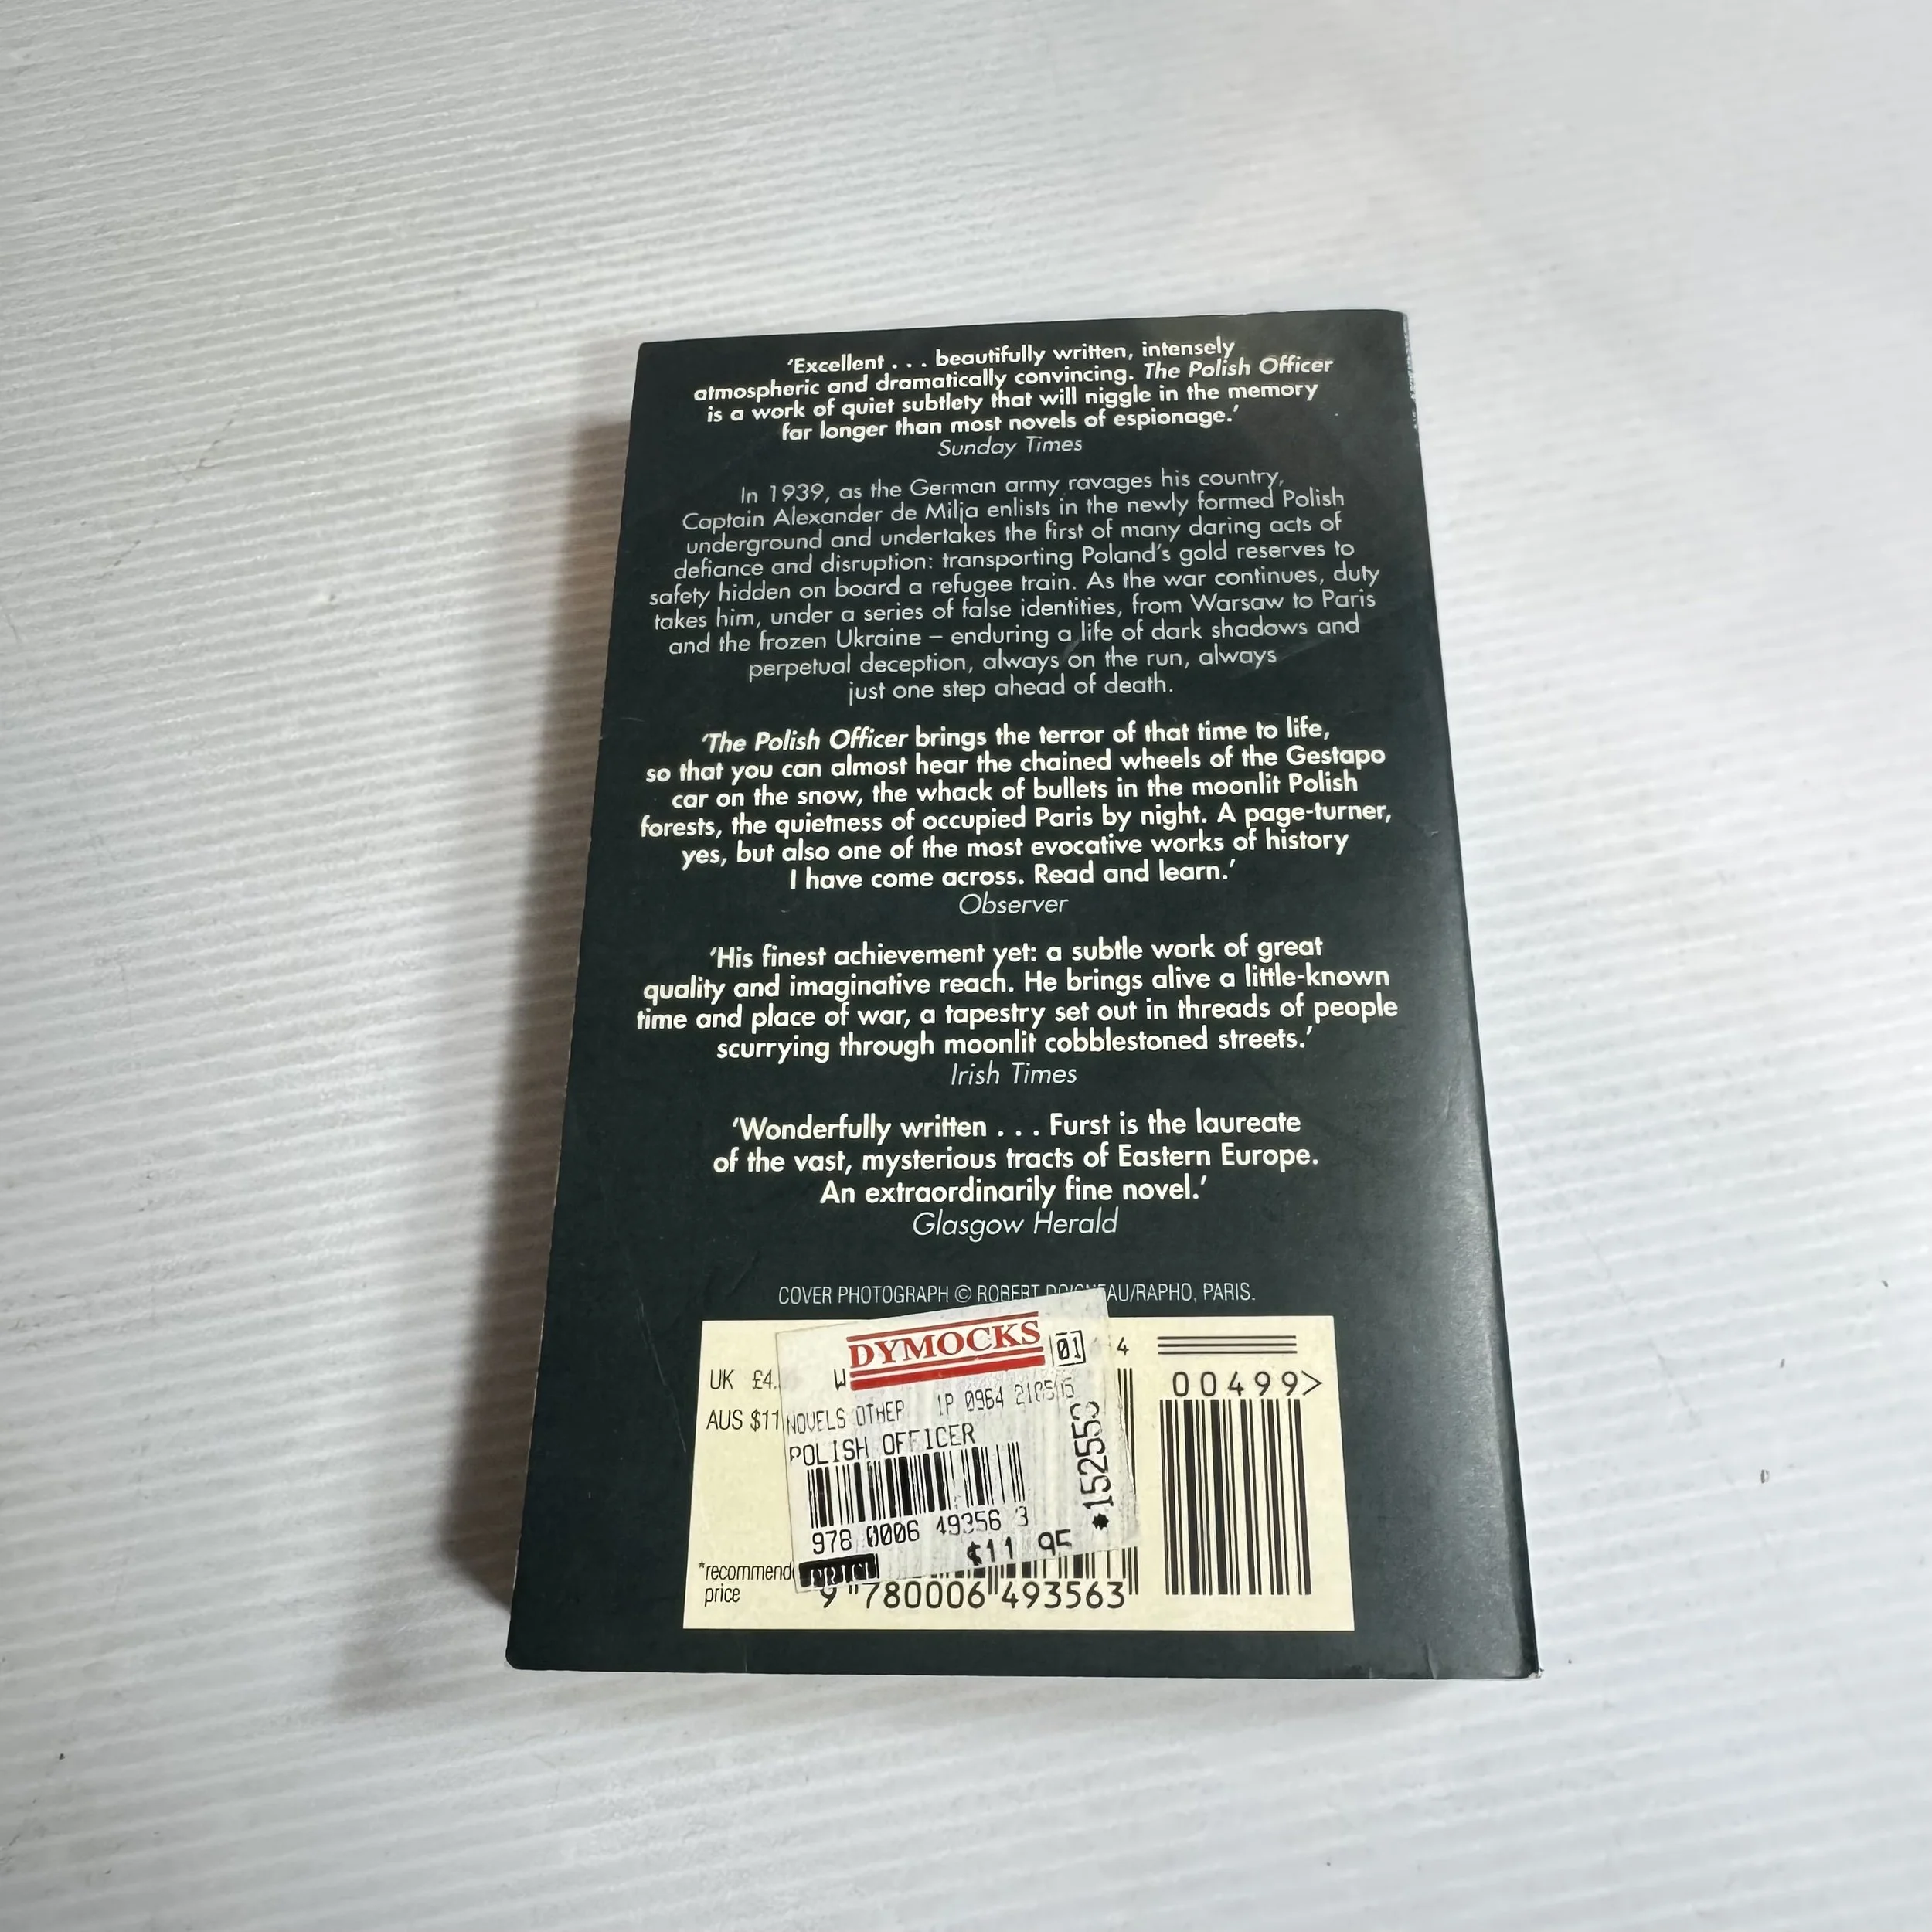 ‘Excellent . . . beautifully written, intensely
atmospheric and dramatically convincing. The Polish Officer
is a work of quiet subtlety that will niggle in the memory
far longer than most novels of espionage.’
Sunday Times
In 1939, as the German army ravages his country,
Captain Alexander de Milja enlists in the newly formed Polish
underground and undertakes the first of many daring acts of
defiance and disruption: transporting Poland’s gold reserves to
safety hidden on board a refugee train. As the war continues, duty
takes him, under a series of false identities, from Warsaw to Paris
and the frozen Ukraine – enduring a life of dark shadows and
perpetual deception, always on the run, always
just one step ahead of death.
‘The Polish Officer brings the terror of that time to life,
so that you can almost hear the chained wheels of the Gestapo
car on the snow, the whack of bullets in the moonlit Polish
forests, the quietness of occupied Paris by night. A page-turner,
yes, but also one of the most evocative works of history
I have come across. Read and learn.’
Observer
‘His finest achievement yet: a subtle work of great
quality and imaginative reach. He brings alive a little-known
time and place of war, a tapestry set out in threads of people
scurrying through moonlit cobblestoned streets.’
Irish Times
‘Wonderfully written . . . Furst is the laureate
of the vast, mysterious tracts of Eastern Europe.
An extraordinarily fine novel.’
Glasgow Herald
COVER PHOTOGRAPH © ROBERT /RAPHO, PARIS.
DYMOCKS 01
4
UK £4.
00499>
AUS $11
NOVELS OTHER 1P 0964
POLISH OFFICER
*152553
978 0006 49356 3
$11 95
PRICE
*recommend
price
9 780006 493563